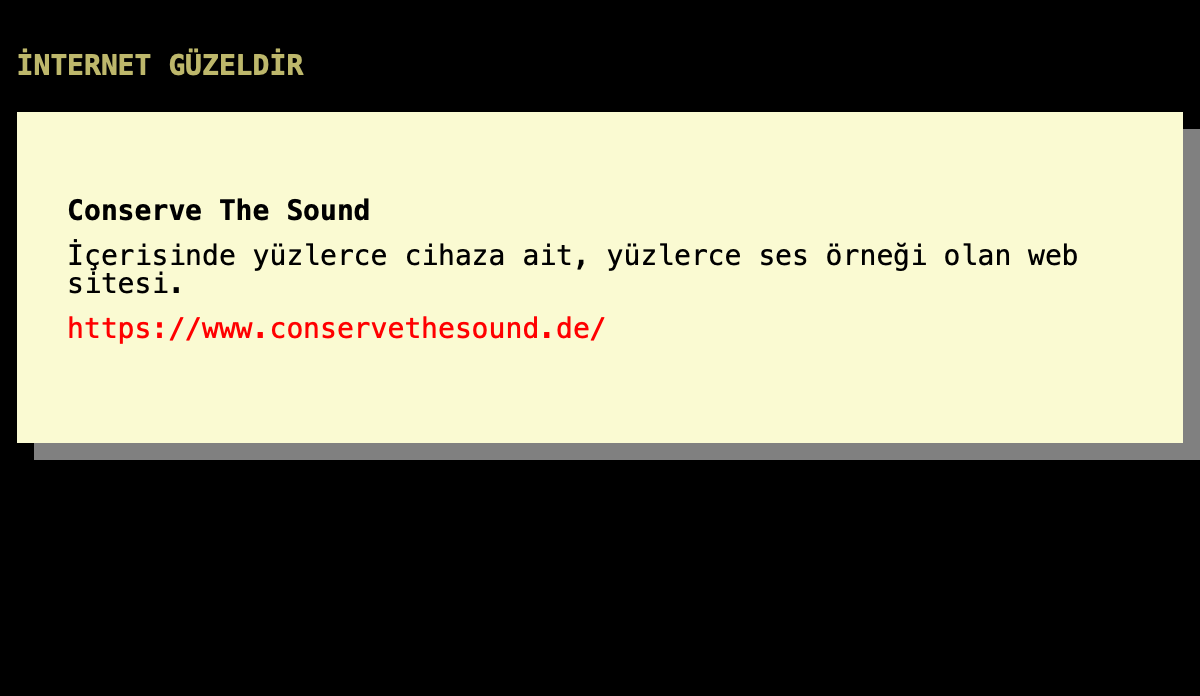 İNTERNET GÜZELDİR
Conserve The Sound
İçerisinde yüzlerce cihaza ait, yüzlerce ses örneği olan web
sitesi.
https://www.conservethesound.de/